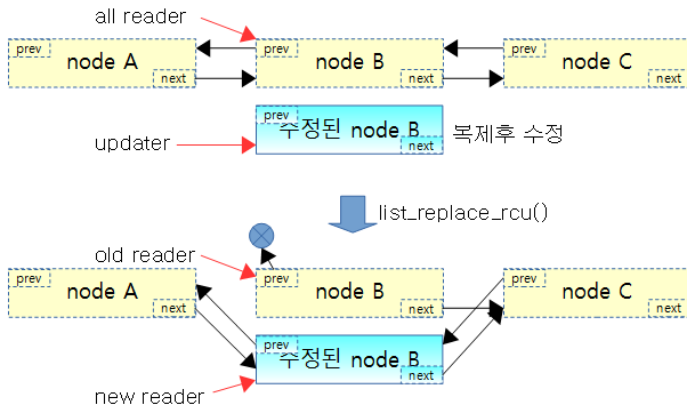 all reader
prev
node A
next
prev
node B
next
prev
node C
next
updater
수정된 node B
next
복제후 수정
list_replace_rcu()
old reader
prev
node A
next
prev
node B
next
prev
node C
next
prev
수정된 node B
next
new reader